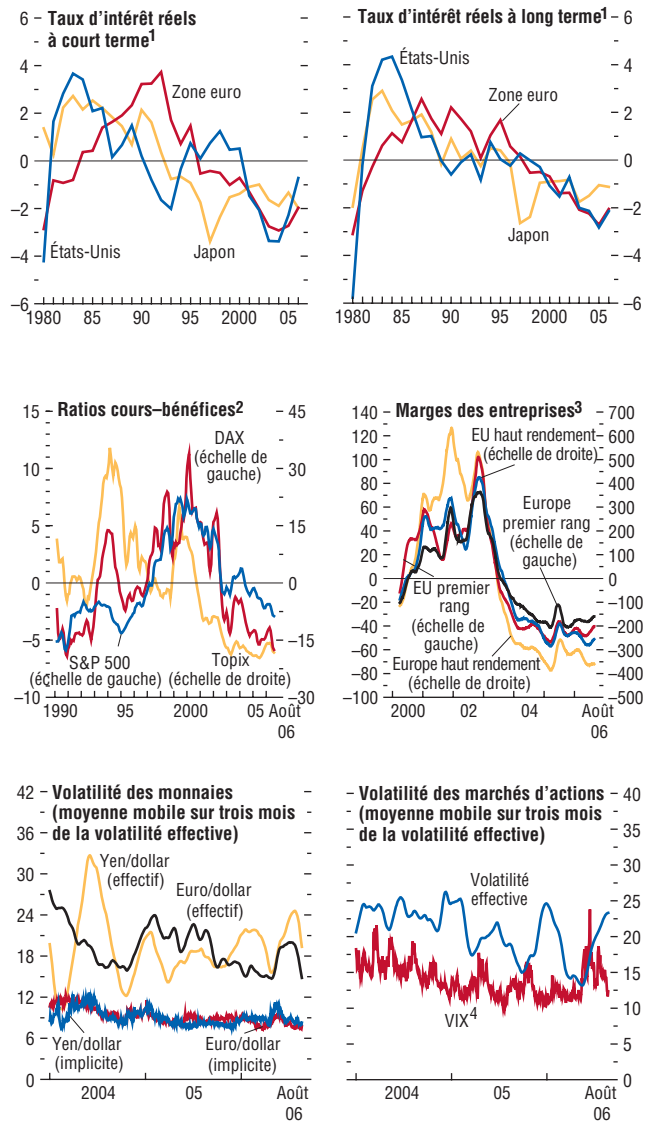 Taux d'intérêt réels
à court terme1
Zone euro
États-Unis
Japon
6
4
2
0
–2
–4
–6
1980 85 90 95 2000 05
Taux d'intérêt réels à long terme1
États-Unis
Zone euro
Japon
6
4
2
0
–2
–4
–6
1980 85 90 95 2000 05
Ratios cours–bénéfices2
DAX
(échelle de
gauche)
S&P 500
(échelle de gauche)
Topix
(échelle de droite)
15
10
5
0
–5
–10
45
30
15
0
–15
–30
1990 95 2000 05 Août
06
Marges des entreprises3
EU haut rendement
(échelle de droite)
Europe
premier rang
(échelle de
gauche)
EU premier
rang
(échelle de
gauche)
Europe haut rendement
(échelle de droite)
140
120
100
80
60
40
20
0
–20
–40
–60
–80
–100
700
600
500
400
300
200
100
0
–100
–200
–300
–400
–500
2000 02 04 Août
06
Volatilité des monnaies
(moyenne mobile sur trois mois
de la volatilité effective)
Yen/dollar
(effectif)
Euro/dollar
(effectif)
Yen/dollar
(implicite)
Euro/dollar
(implicite)
42
36
30
24
18
12
6
0
2004 05 Août
06
Volatilité des marchés d'actions
(moyenne mobile sur trois mois
de la volatilité effective)
Volatilité
effective
VIX4
40
35
30
25
20
15
10
5
0
2004 05 Août
06